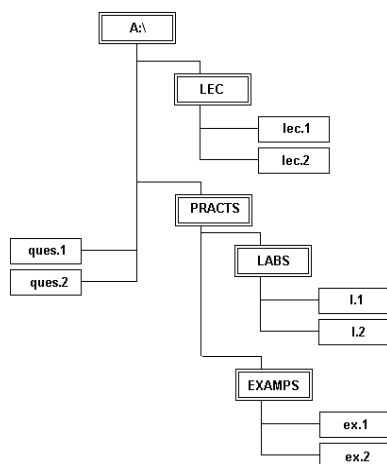 A:\
LEC
lec.1
lec.2
PRACTS
ques.1
LABS
ques.2
l.1
l.2
EXAMPS
ex.1
ex.2